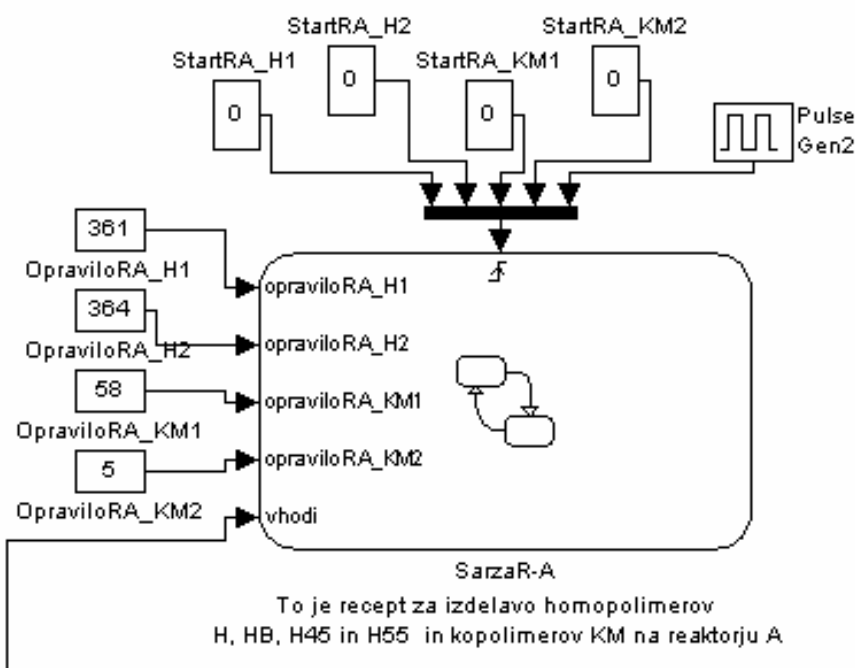 StartRA_H2
StartRA_KM2
StartRA_H1
StartRA_KM1
0
0
0
0
Pulse
Gen2
361
OpraviloRA_H1
opraviloRA_H1
364
OpraviloRA_H2
opraviloRA_H2
58
OpraviloRA_KM1
opraviloRA_KM1
5
OpraviloRA_KM2
opraviloRA_KM2
vhodi
SarzaR-A
To je recept za izdelavo homopolimerov
H, HB, H45 in H55 in kopolimerov KM na reaktorju A